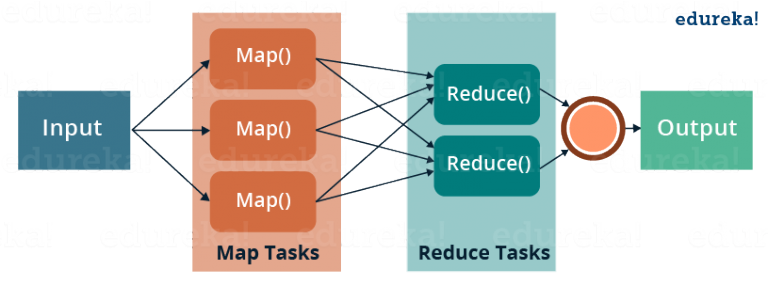 edureka!
Input
Map()
Map()
Map()
Map Tasks
Reduce()
Reduce()
Reduce Tasks
Output